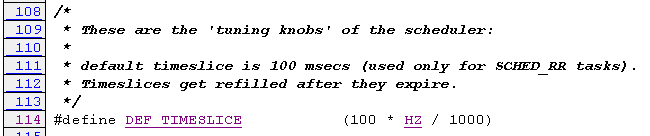 108 /*
109  * These are the 'tuning knobs' of the scheduler:
110  *
111  * default timeslice is 100 msecs (used only for SCHED_RR tasks).
112  * Timeslices get refilled after they expire.
113  */
114 #define DEF_TIMESLICE (100 * HZ / 1000)
115